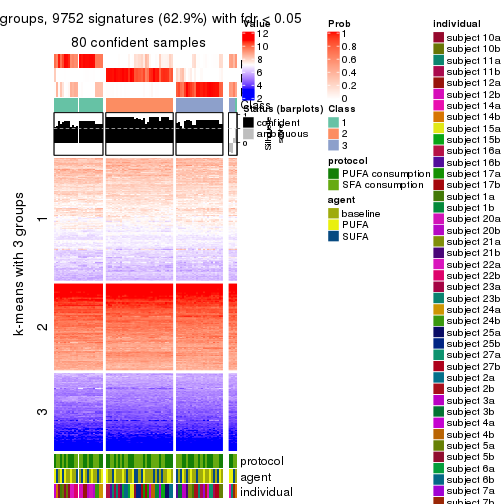 groups, 9752 signatures (62.9%) with fdr < 0.05
80 confident samples
k-means with 3 groups
1
2
3
protocol
agent
individual
Value
12
10
8
6
4
2
Prob
1
0.8
0.6
0.4
0.2
0
Status (barplots)
confident
ambiguous
Class
1
2
3
protocol
PUFA consumption
SFA consumption
agent
baseline
PUFA
SUFA
individual
subject 10a
subject 10b
subject 11a
subject 11b
subject 12a
subject 12b
subject 14a
subject 14b
subject 15a
subject 15b
subject 16a
subject 16b
subject 17a
subject 17b
subject 1a
subject 1b
subject 20a
subject 20b
subject 21a
subject 21b
subject 22a
subject 22b
subject 23a
subject 23b
subject 24a
subject 24b
subject 25a
subject 25b
subject 27a
subject 27b
subject 2a
subject 2b
subject 3a
subject 3b
subject 4a
subject 4b
subject 5a
subject 5b
subject 6a
subject 6b
subject 7a
subject 7b